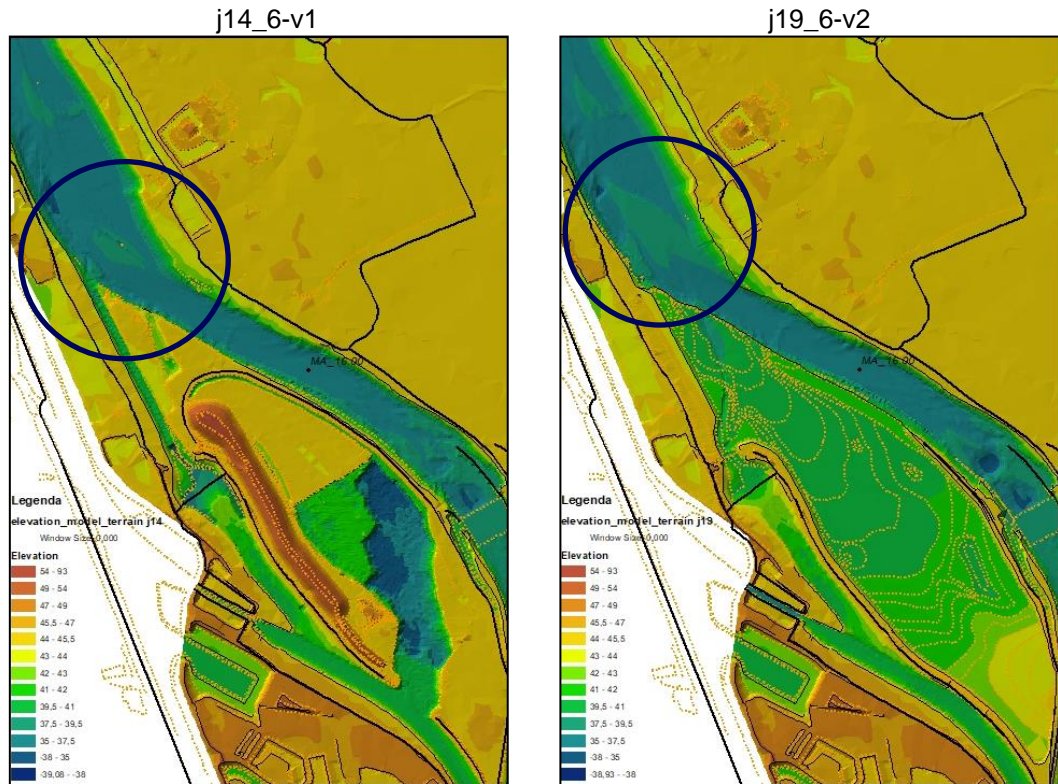 j14_6-v1
MA_16.00
Legenda
elevation_model_terrain j14
Window Size: 0,000
Elevation
54 - 93
49 - 54
47 - 49
45,5 - 47
44 - 45,5
43 - 44
42 - 43
41 - 42
39,5 - 41
37,5 - 39,5
35 - 37,5
-38 - 35
-39,08 - -38
j19_6-v2
MA_16.00
Legenda
elevation_model_terrain j19
Window Size: 0,000
Elevation
54 - 93
49 - 54
47 - 49
45,5 - 47
44 - 45,5
43 - 44
42 - 43
41 - 42
39,5 - 41
37,5 - 39,5
35 - 37,5
-38 - 35
-38,93 - -38